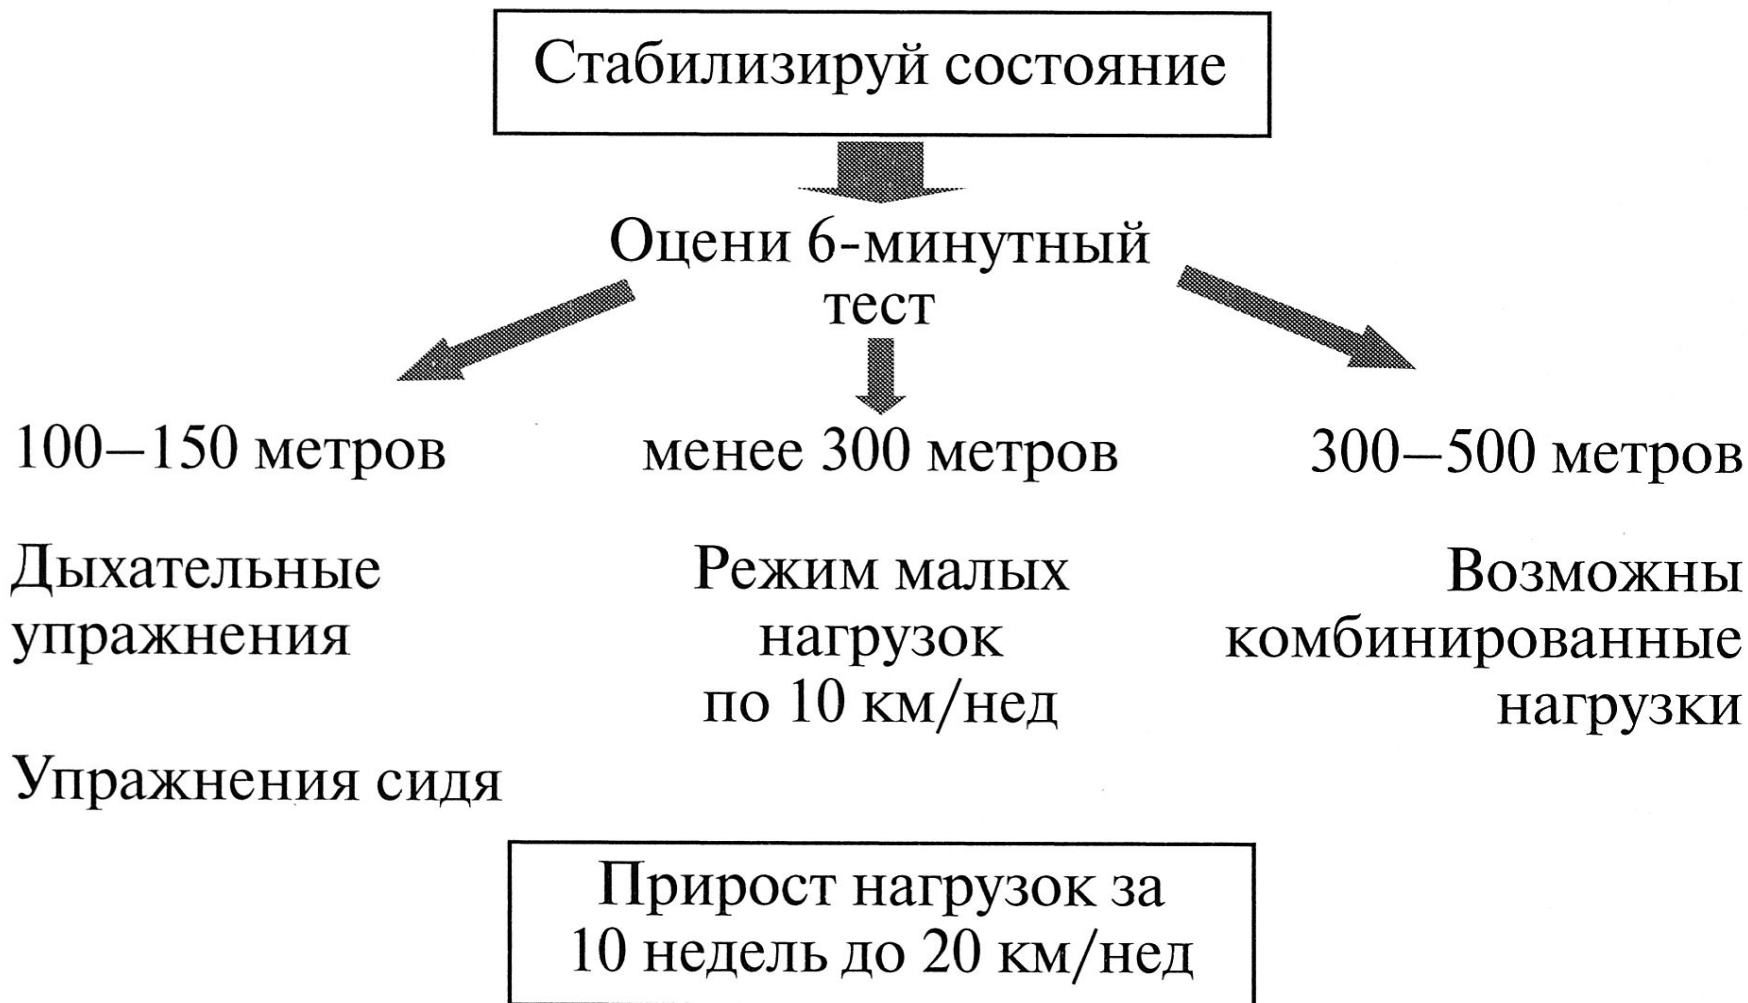 Стабилизируй состояние
Оцени 6-минутный
тест
100–150 метров
Дыхательные
упражнения
Упражнения сидя
менее 300 метров
Режим малых
нагрузок
по 10 км/нед
300–500 метров
Возможны
комбинированные
нагрузки
Прирост нагрузок за
10 недель до 20 км/нед